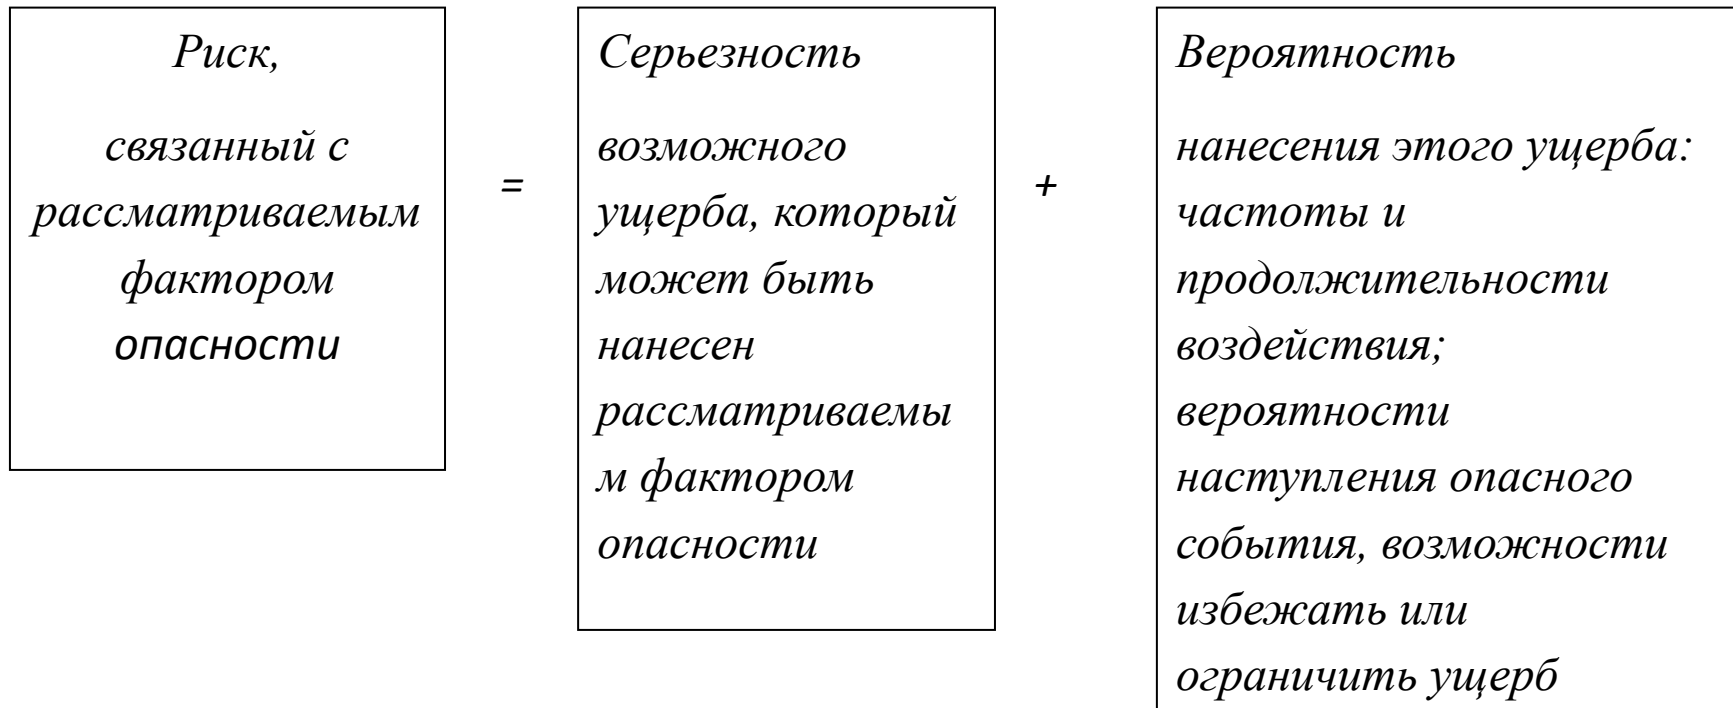 Риск,
связанный с
рассматриваемым
фактором
опасности
=
Серьезность
возможного
ущерба, который
может быть
нанесен
рассматриваемы
м фактором
опасности
+
Вероятность
нанесения этого ущерба:
частоты и
продолжительности
воздействия;
вероятности
наступления опасного
события, возможности
избежать или
ограничить ущерб